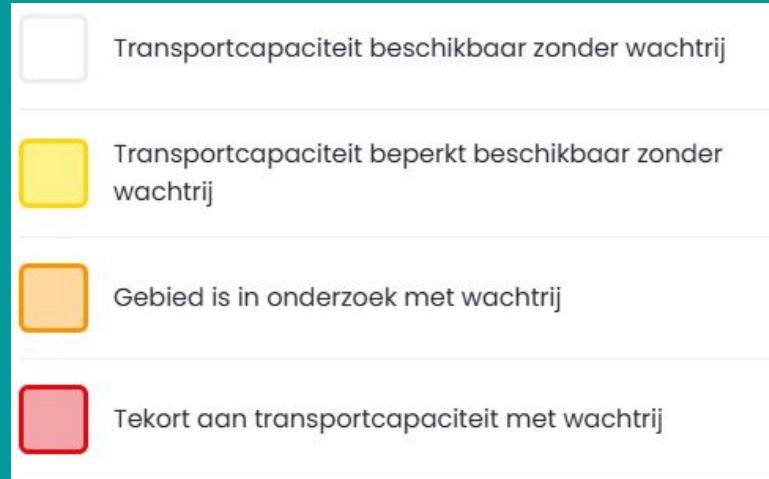 Transportcapaciteit beschikbaar zonder wachtrij
Transportcapaciteit beperkt beschikbaar zonder
wachtrij
Gebied is in onderzoek met wachtrij
Tekort aan transportcapaciteit met wachtrij